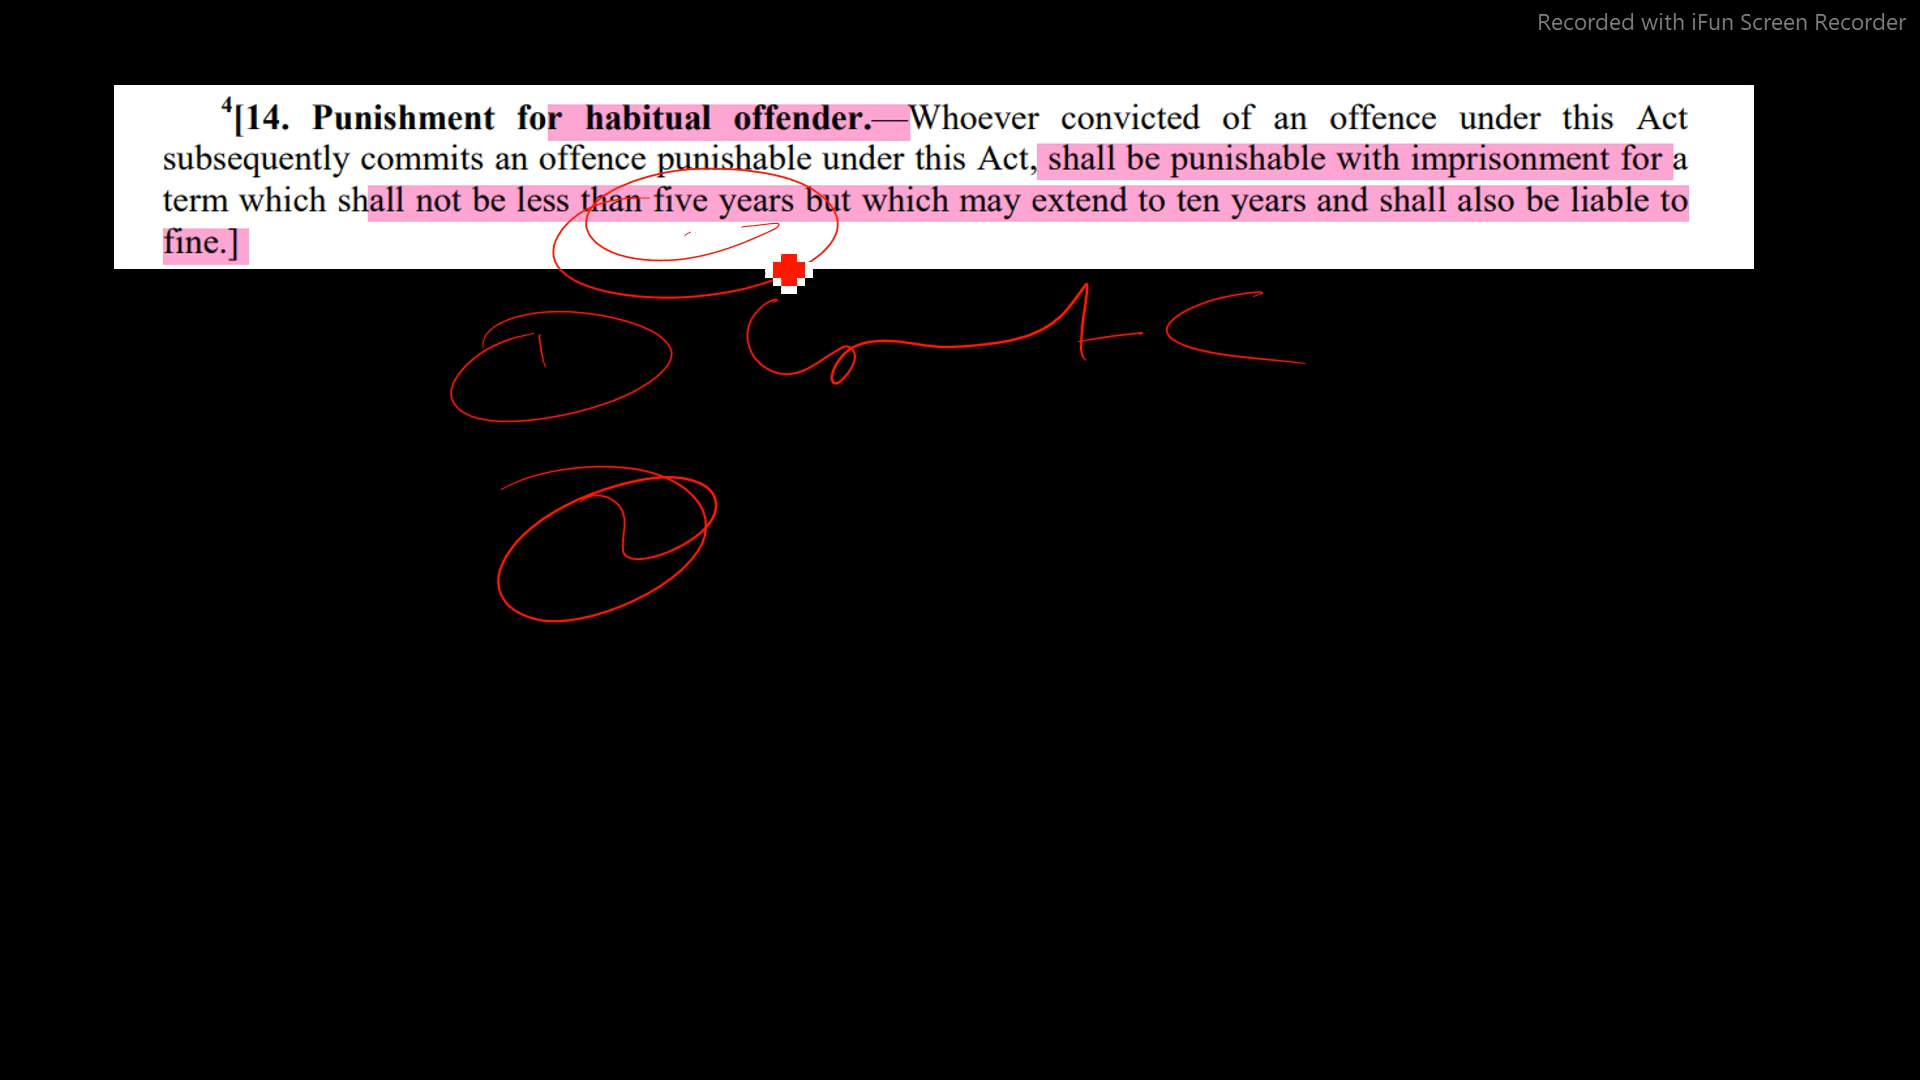 Recorded with iFun Screen Recorder
4[14. Punishment for habitual offender.—Whoever convicted of an offence under this Act
subsequently commits an offence punishable under this Act, shall be punishable with imprisonment for a
term which shall not be less than five years but which may extend to ten years and shall also be liable to
fine.]
1
2